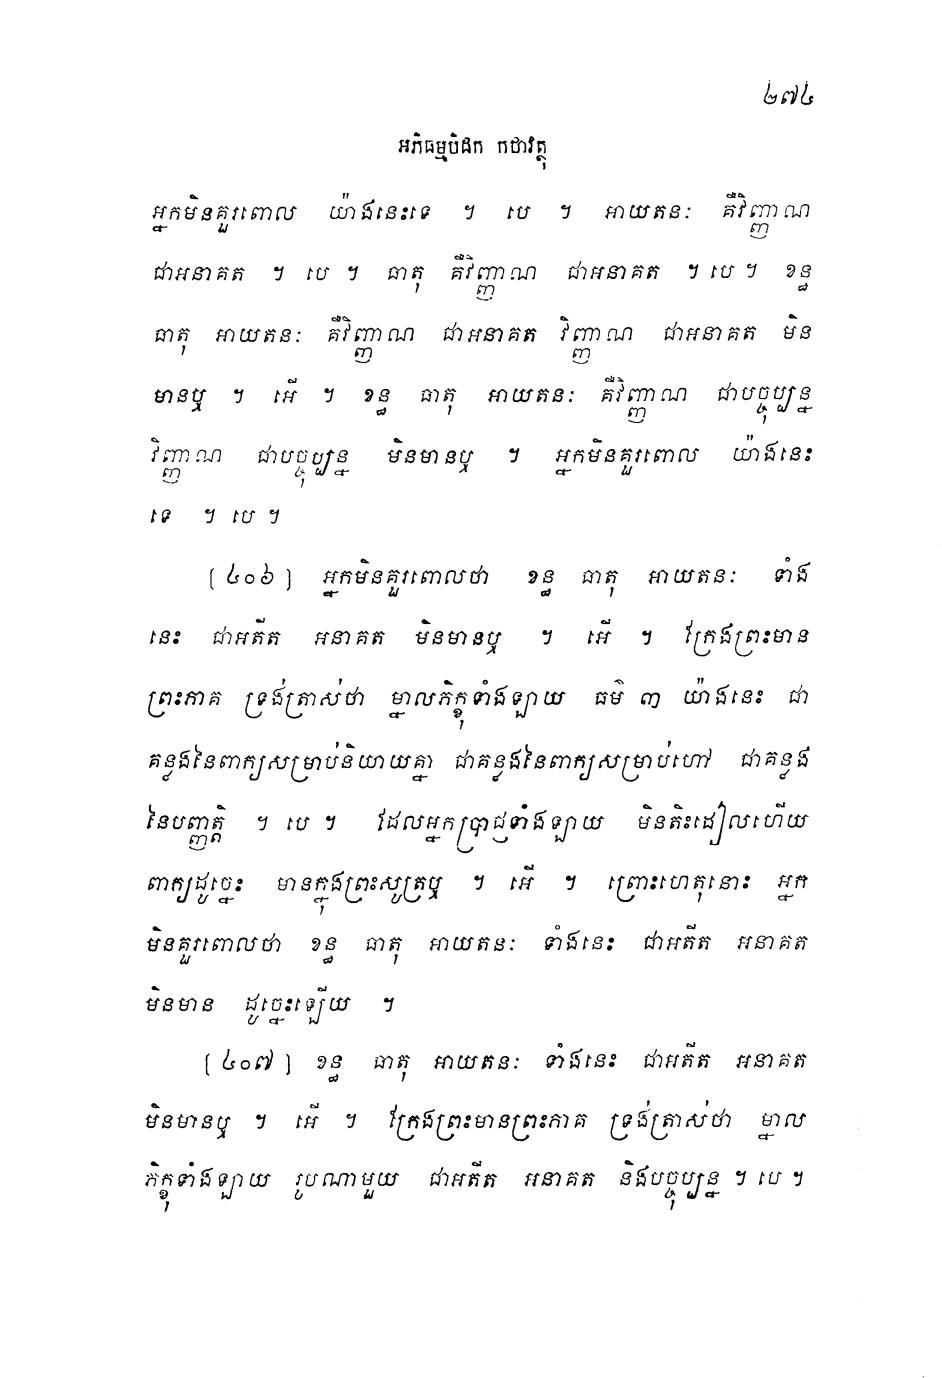 ២៧៤
អភិធម្មបិដក កថាវត្ថុ
អ្នកមិនគួរពោល យ៉ាងនេះទេ ។ បេ ។ អាយតនៈ គឺវិញ្ញាណ
ជាអនាគត ។ បេ ។ ធាតុ គឺវិញ្ញាណ ជាអនាគត ។ បេ ។ ខន្ធ
ធាតុ អាយតនៈ គឺវិញ្ញាណ ជាអនាគត វិញ្ញាណ ជាអនាគត មិន
មានឬ ។ អើ ។ ខន្ធ ធាតុ អាយតនៈ គឺវិញ្ញាណ ជាបច្ចុប្បន្ន
វិញ្ញាណ ជាបច្ចុប្បន្ន មិនមានឬ ។ អ្នកមិនគួរពោល យ៉ាងនេះ
ទេ ។ បេ ។
[៤០៦] អ្នកមិនគួរពោលថា ខន្ធ ធាតុ អាយតនៈ ទាំង
នេះ ជាអតីត អនាគត មិនមានឬ ។ អើ ។ ក្រែងព្រះមាន
ព្រះភាគ ទ្រង់ត្រាស់ថា ម្នាលភិក្ខុទាំងឡាយ ធម៌ ៣ យ៉ាងនេះ ជា
គន្លងនៃពាក្យសម្រាប់និយាយគ្នា ជាគន្លងនៃពាក្យសម្រាប់ហៅ ជាគន្លង
នៃបញ្ញត្តិ ។ បេ ។ ដែលអ្នកប្រាជ្ញទាំងឡាយ មិនតិះដៀលហើយ
ពាក្យដូច្នេះ មានក្នុងព្រះសូត្រឬ ។ អើ ។ ព្រោះហេតុនោះ អ្នក
មិនគួរពោលថា ខន្ធ ធាតុ អាយតនៈ ទាំងនេះ ជាអតីត អនាគត
មិនមាន ដូច្នេះឡើយ ។
[៤០៧] ខន្ធ ធាតុ អាយតនៈ ទាំងនេះ ជាអតីត អនាគត
មិនមានឬ ។ អើ ។ ក្រែងព្រះមានព្រះភាគ ទ្រង់ត្រាស់ថា ម្នាល
ភិក្ខុទាំងឡាយ រូបណាមួយ ជាអតីត អនាគត និងបច្ចុប្បន្ន ។ បេ ។